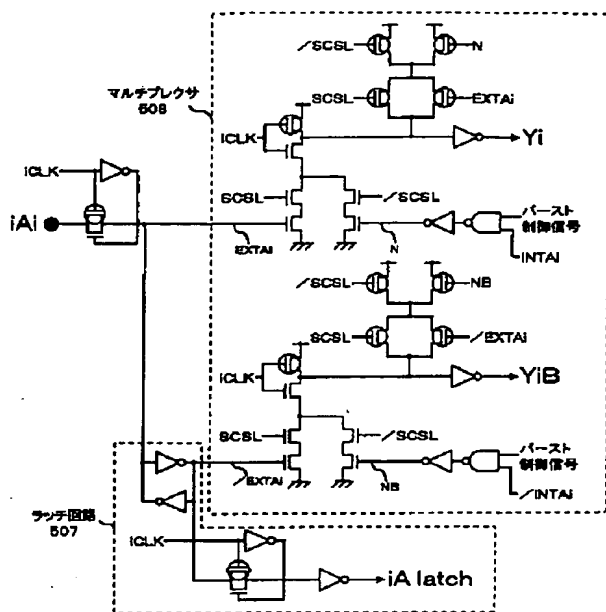 /SCSL
N
マルチプレクサ
508
SCSL
EXTAi
iCLK
Yi
iCLK
SCSL
/SCSL
iAi
EXTAi
N
バースト
制御信号
INTAi
/SCSL
NB
SCSL
/EXTAi
iCLK
YiB
SCSL
/SCSL
/EXTAi
NB
バースト
制御信号
/INTAi
ラッチ回路
507
iCLK
iA latch